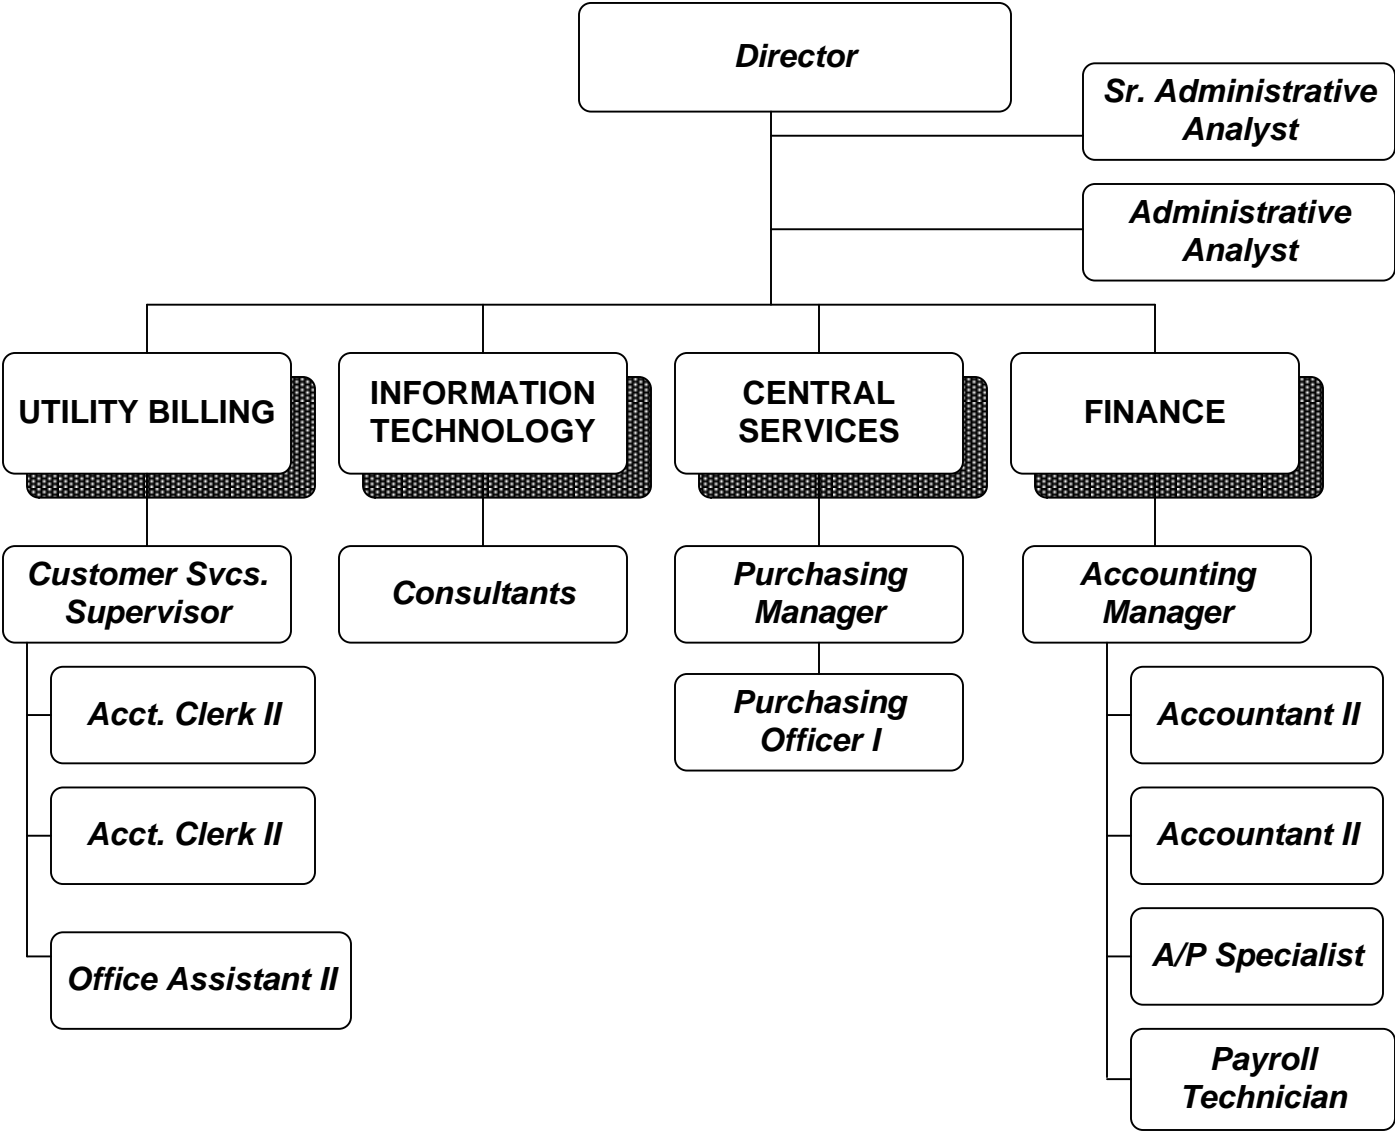 Director
Sr. Administrative
Analyst
Administrative
Analyst
UTILITY BILLING
INFORMATION
TECHNOLOGY
CENTRAL
SERVICES
FINANCE
Customer Svcs.
Supervisor
Consultants
Purchasing
Manager
Accounting
Manager
Acct. Clerk II
Purchasing
Officer I
Accountant II
Acct. Clerk II
Accountant II
Office Assistant II
A/P Specialist
Payroll
Technician